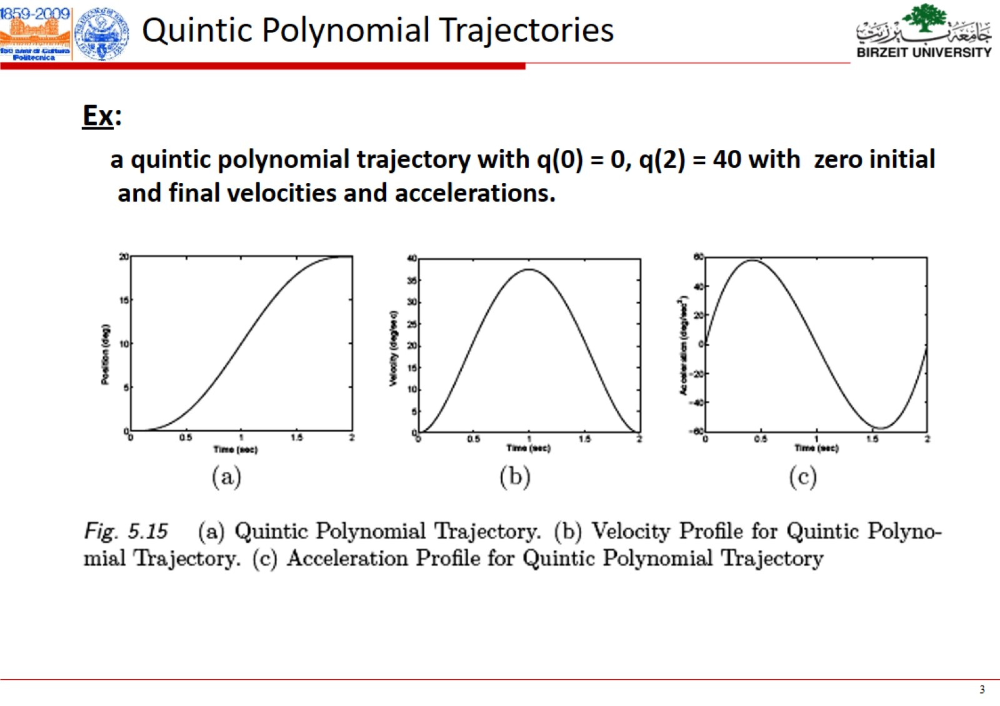 1859-2009
150 anni di Cultura
Politecnica
Quintic Polynomial Trajectories
جامعة بيرزيت
BIRZEIT UNIVERSITY
Ex:
a quintic polynomial trajectory with q(0) = 0, q(2) = 40 with zero initial
and final velocities and accelerations.
20
15
10
5
0
Position (deg)
0 0.5 1 1.5 2
Time (sec)
(a)
40
35
30
25
20
15
10
5
0
Velocity (deg/sec)
0 0.5 1 1.5 2
Time (sec)
(b)
60
40
20
0
-20
-40
-60
Acceleration (deg/sec²)
0 0.5 1 1.5 2
Time (sec)
(c)
Fig. 5.15 (a) Quintic Polynomial Trajectory. (b) Velocity Profile for Quintic Polyno-
mial Trajectory. (c) Acceleration Profile for Quintic Polynomial Trajectory
3